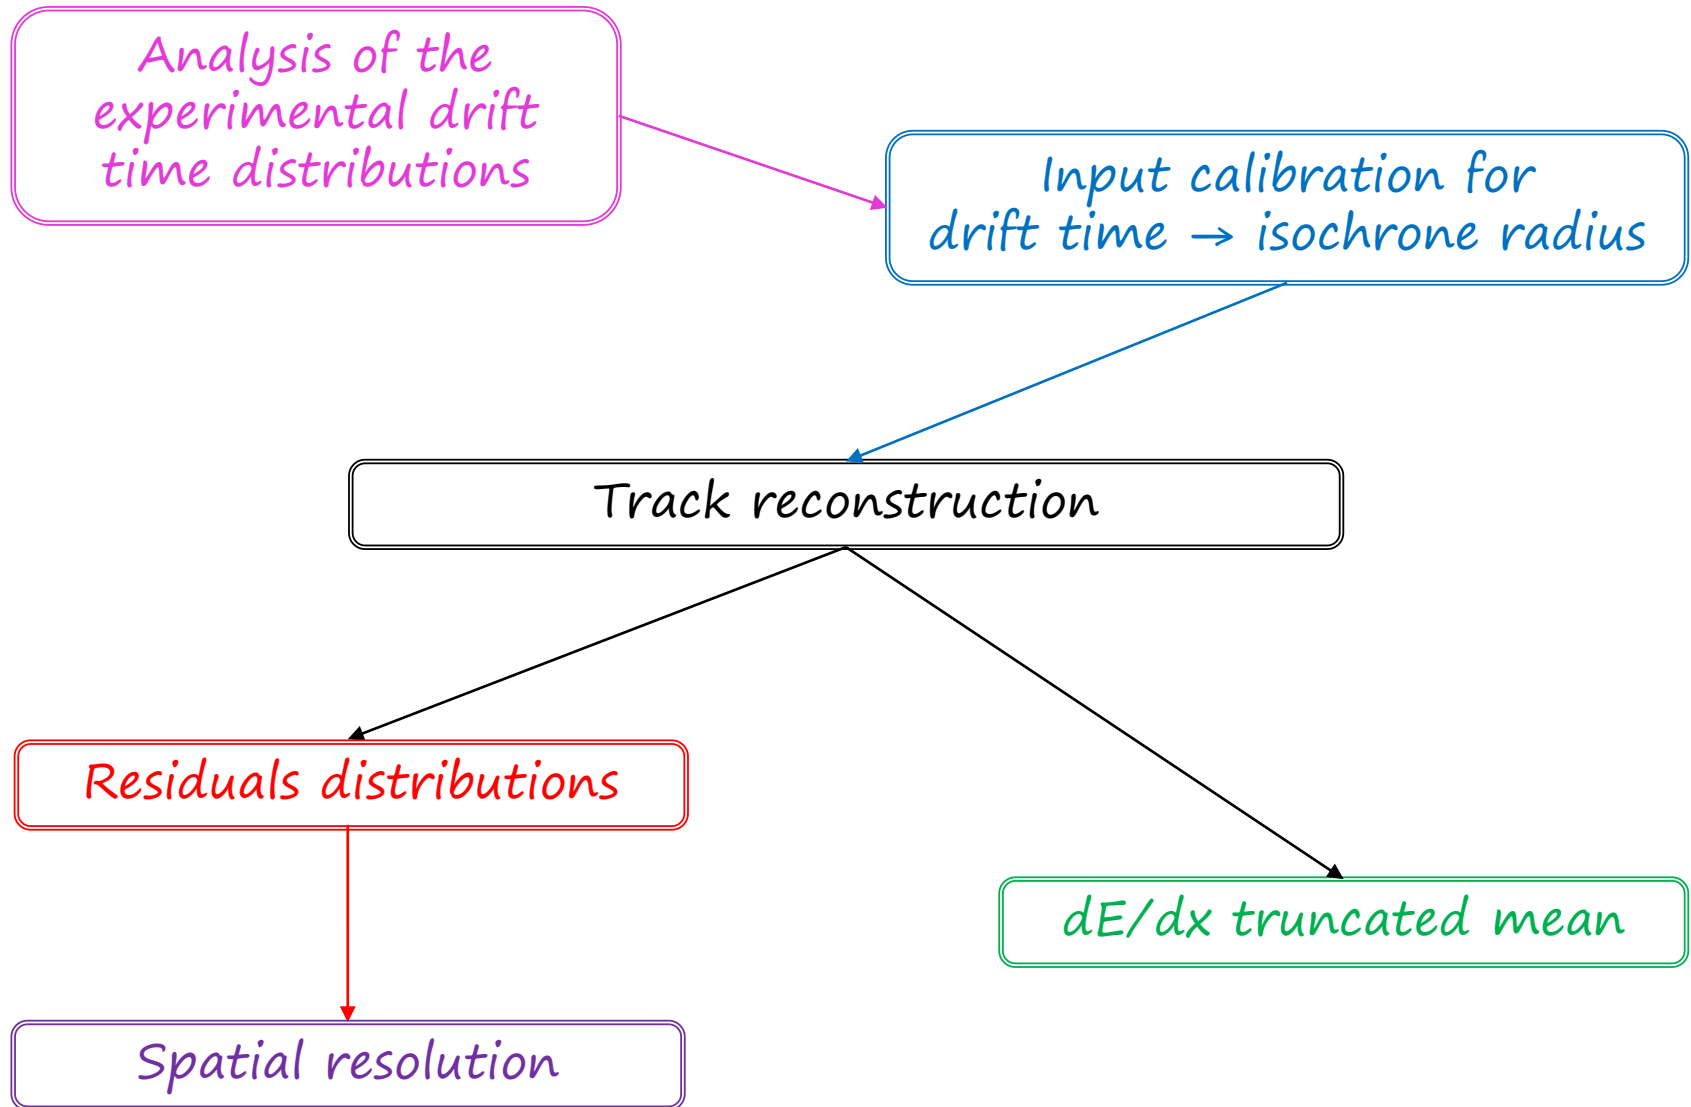 Analysis of the
experimental drift
time distributions
Input calibration for
drift time → isochrone radius
Track reconstruction
Residuals distributions
dE/dx truncated mean
Spatial resolution